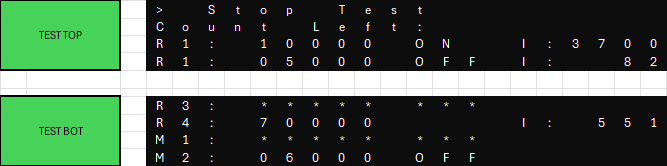 TEST TOP
> Stop Test
Count Left:
R1: 10000 ON I:3700
R1: 05000 OFF I: 82
TEST BOT
R3: ***** ***
R4: 70000 I: 551
M1: ***** ***
M2: 06000 OFF